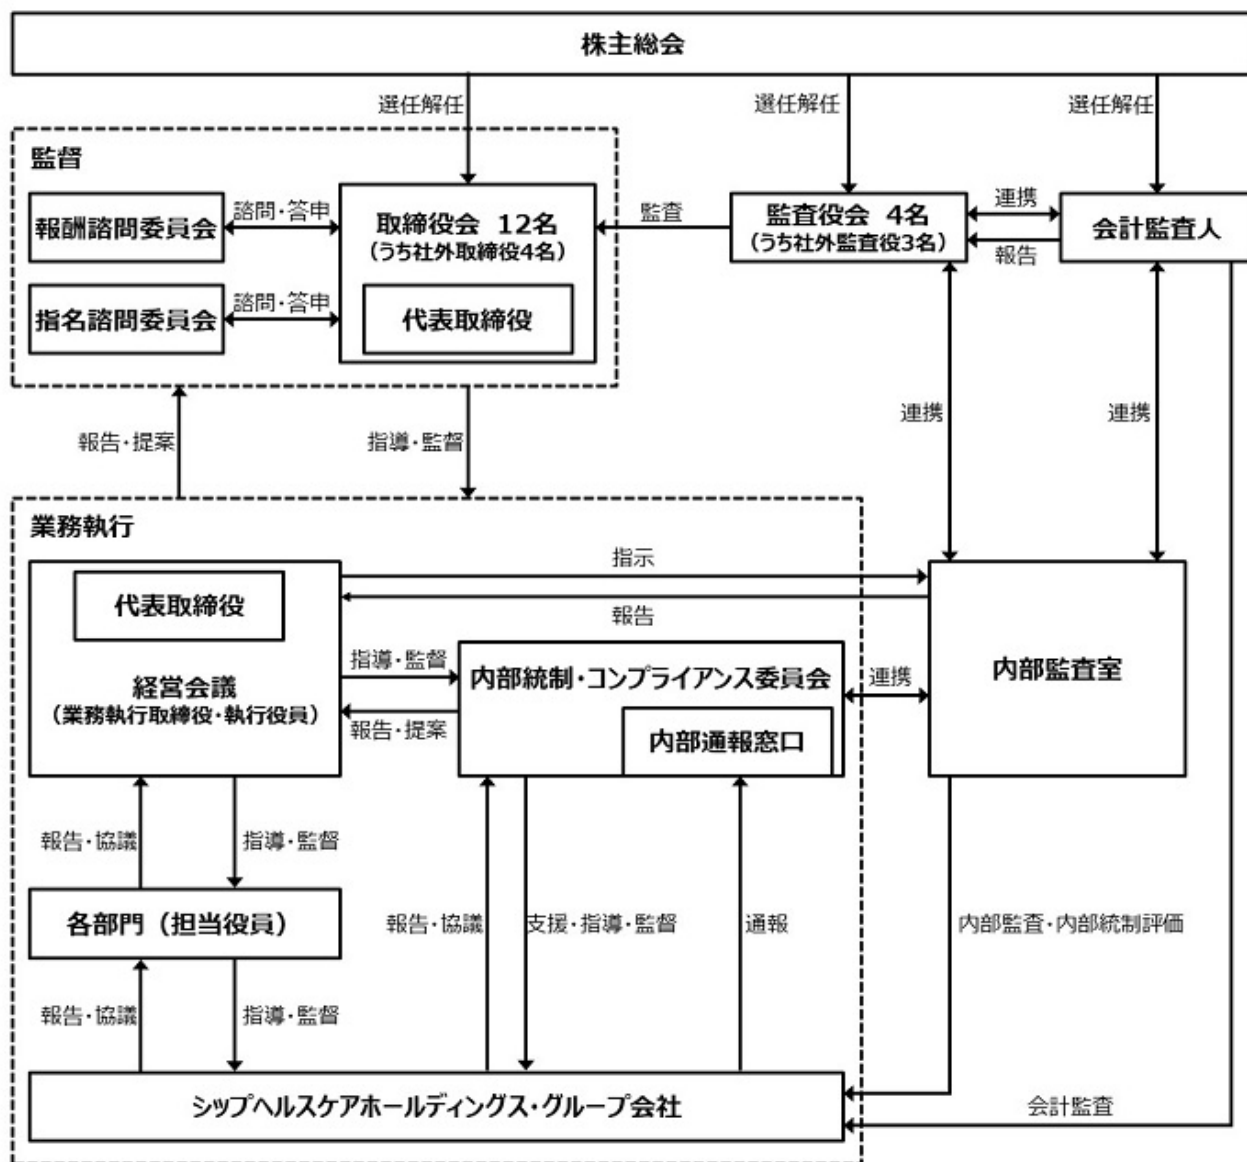 株主総会
選任解任
選任解任
選任解任
監督
報酬諮問委員会
諮問・答申
取締役会 12名
（うち社外取締役4名）
監査
監査役会 4名
（うち社外監査役3名）
連携
報告
会計監査人
指名諮問委員会
諮問・答申
代表取締役
報告・提案
指導・監督
連携
連携
業務執行
代表取締役
経営会議
（業務執行取締役・執行役員）
指示
報告
指導・監督
報告・提案
内部統制・コンプライアンス委員会
内部通報窓口
連携
内部監査室
報告・協議
指導・監督
各部門（担当役員）
報告・協議
支援・指導・監督
通報
内部監査・内部統制評価
報告・協議
指導・監督
シップヘルスケアホールディングス・グループ会社
会計監査